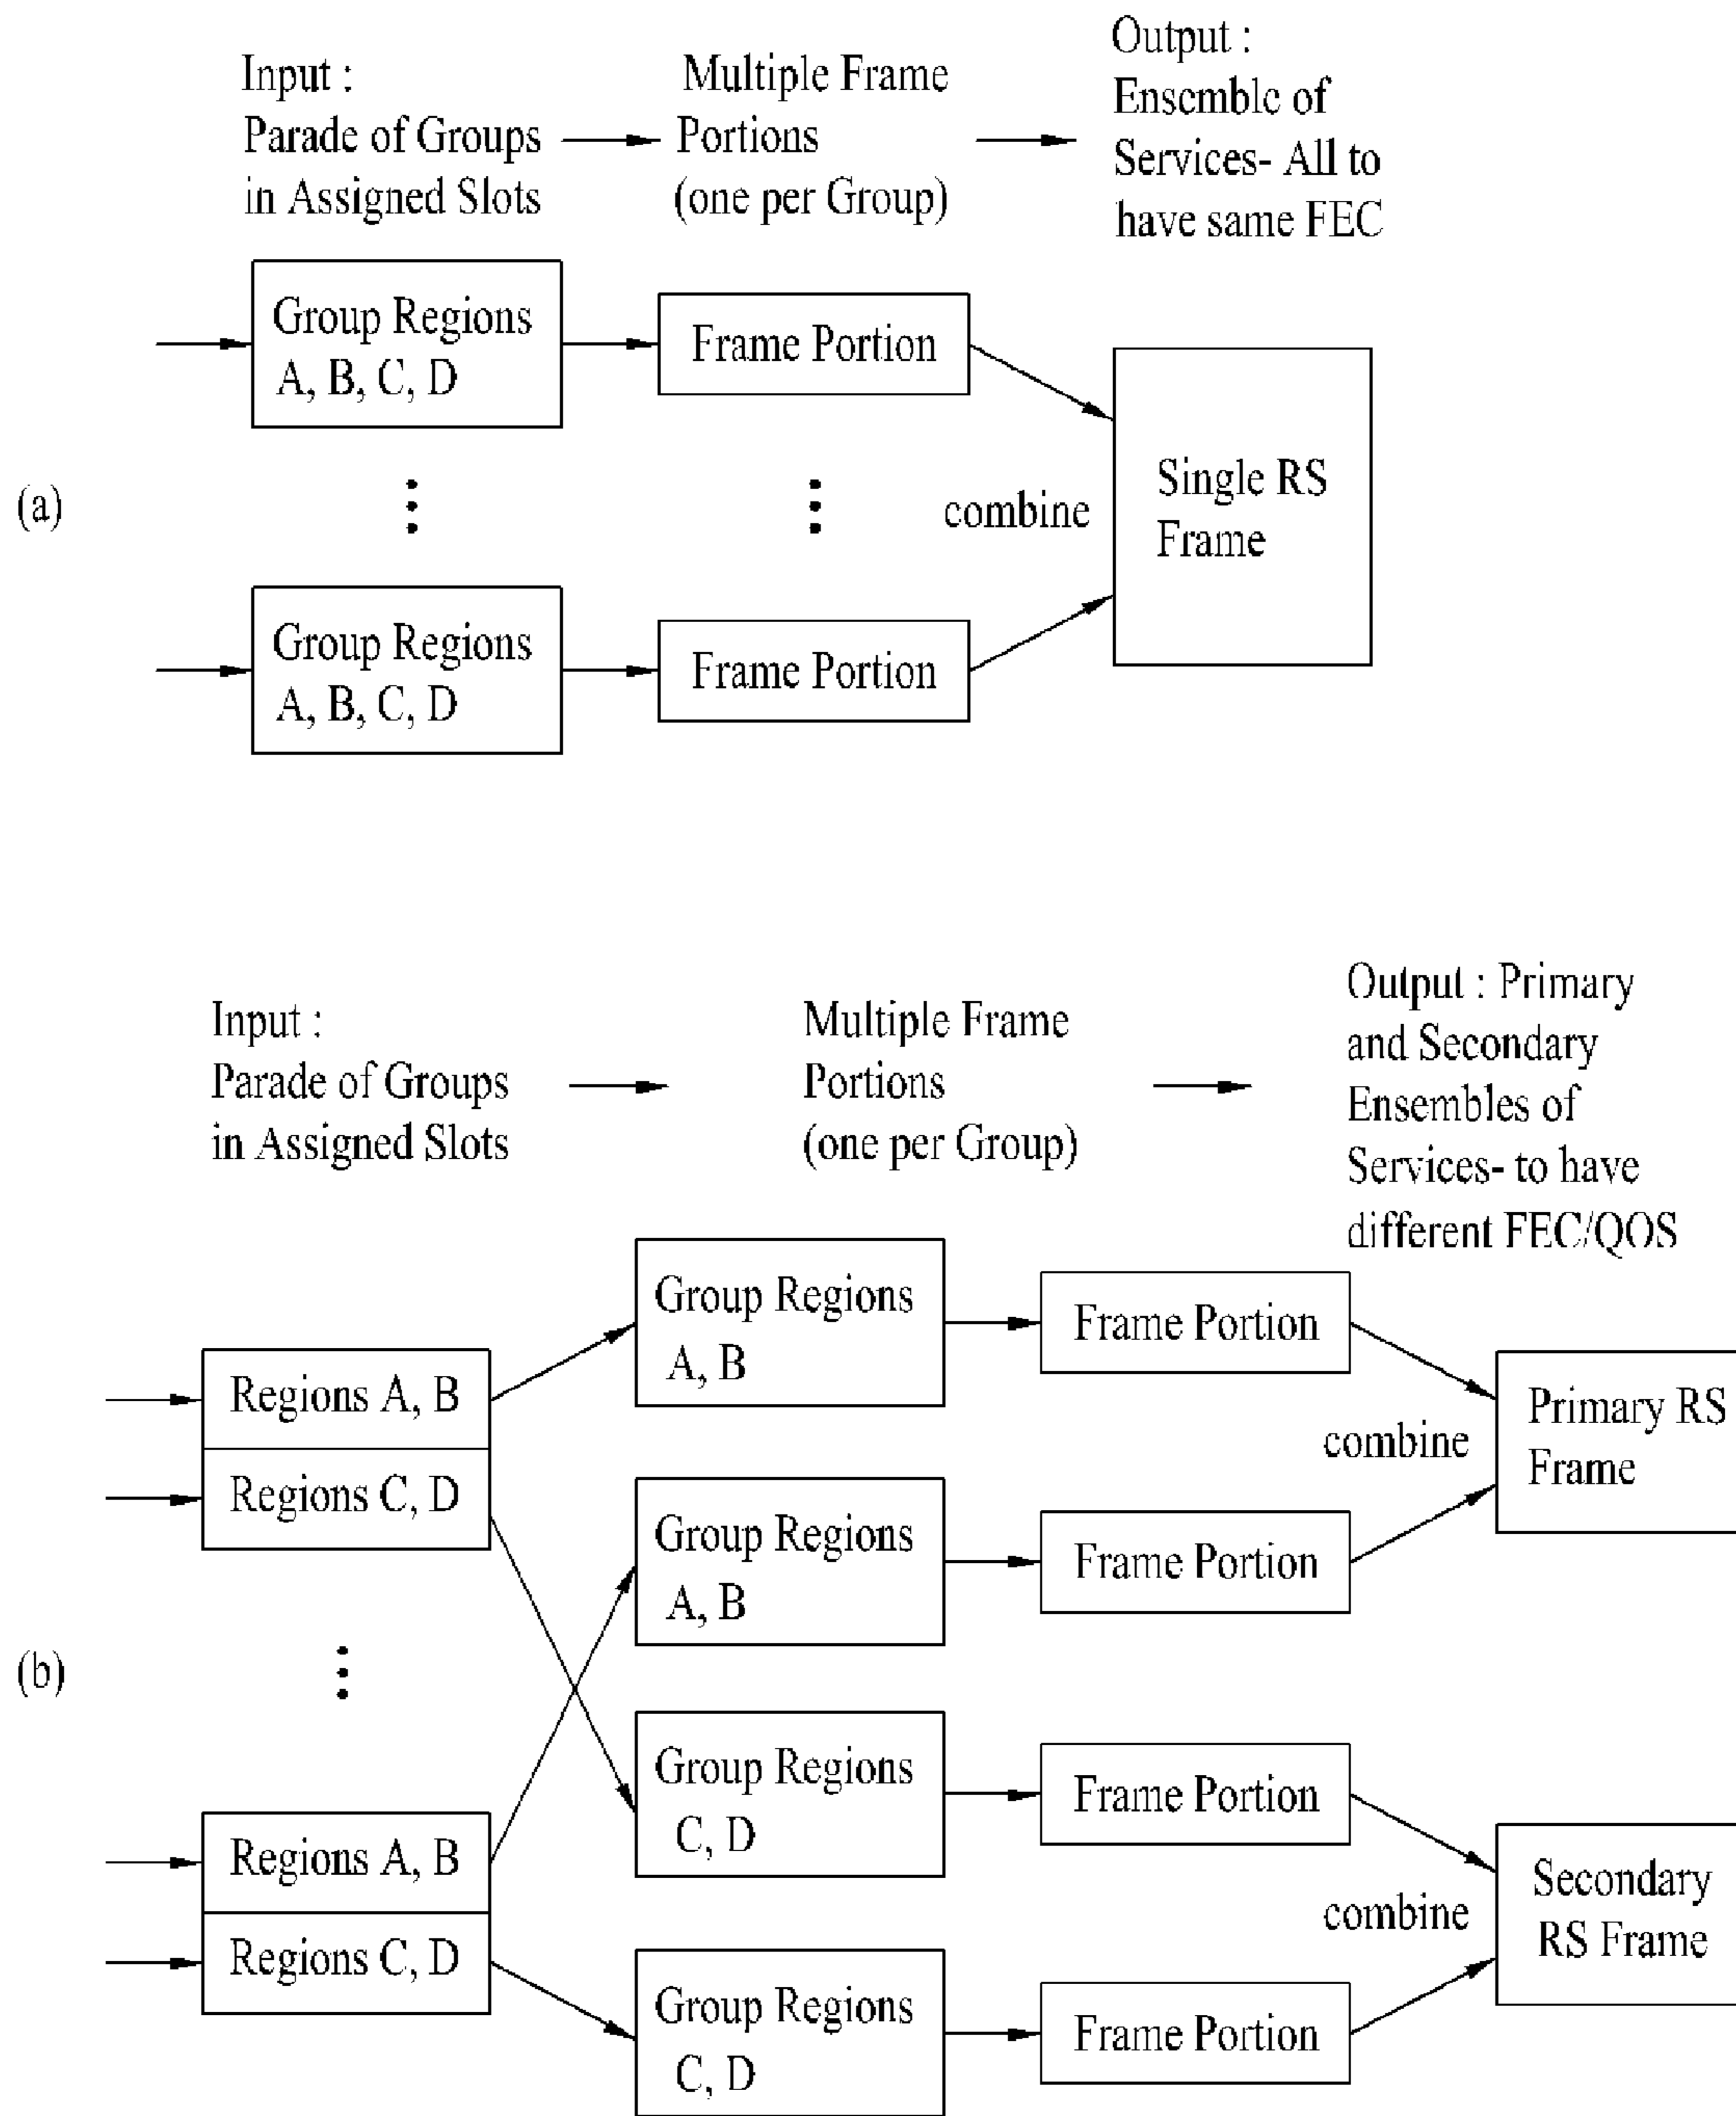 Input :
Parade of Groups
in Assigned Slots
Multiple Frame
Portions
(one per Group)
Output :
Ensemble of
Services- All to
have same FEC
(a)
Group Regions
A, B, C, D
Frame Portion
combine
Single RS
Frame
Group Regions
A, B, C, D
Frame Portion
Input :
Parade of Groups
in Assigned Slots
Multiple Frame
Portions
(one per Group)
Output : Primary
and Secondary
Ensembles of
Services- to have
different FEC/QOS
(b)
Regions A, B
Regions C, D
Regions A, B
Regions C, D
Group Regions
A, B
Frame Portion
Group Regions
A, B
Frame Portion
combine
Primary RS
Frame
Group Regions
C, D
Frame Portion
Group Regions
C, D
Frame Portion
combine
Secondary
RS Frame